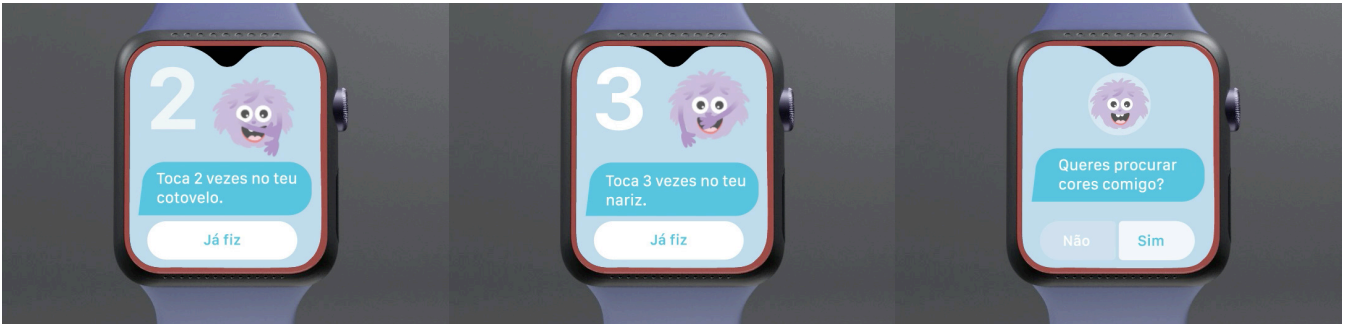 2
Toca 2 vezes no teu
cotovelo.
Já fiz
3
Toca 3 vezes no teu
nariz.
Já fiz
Queres procurar
cores comigo?
Não
Sim